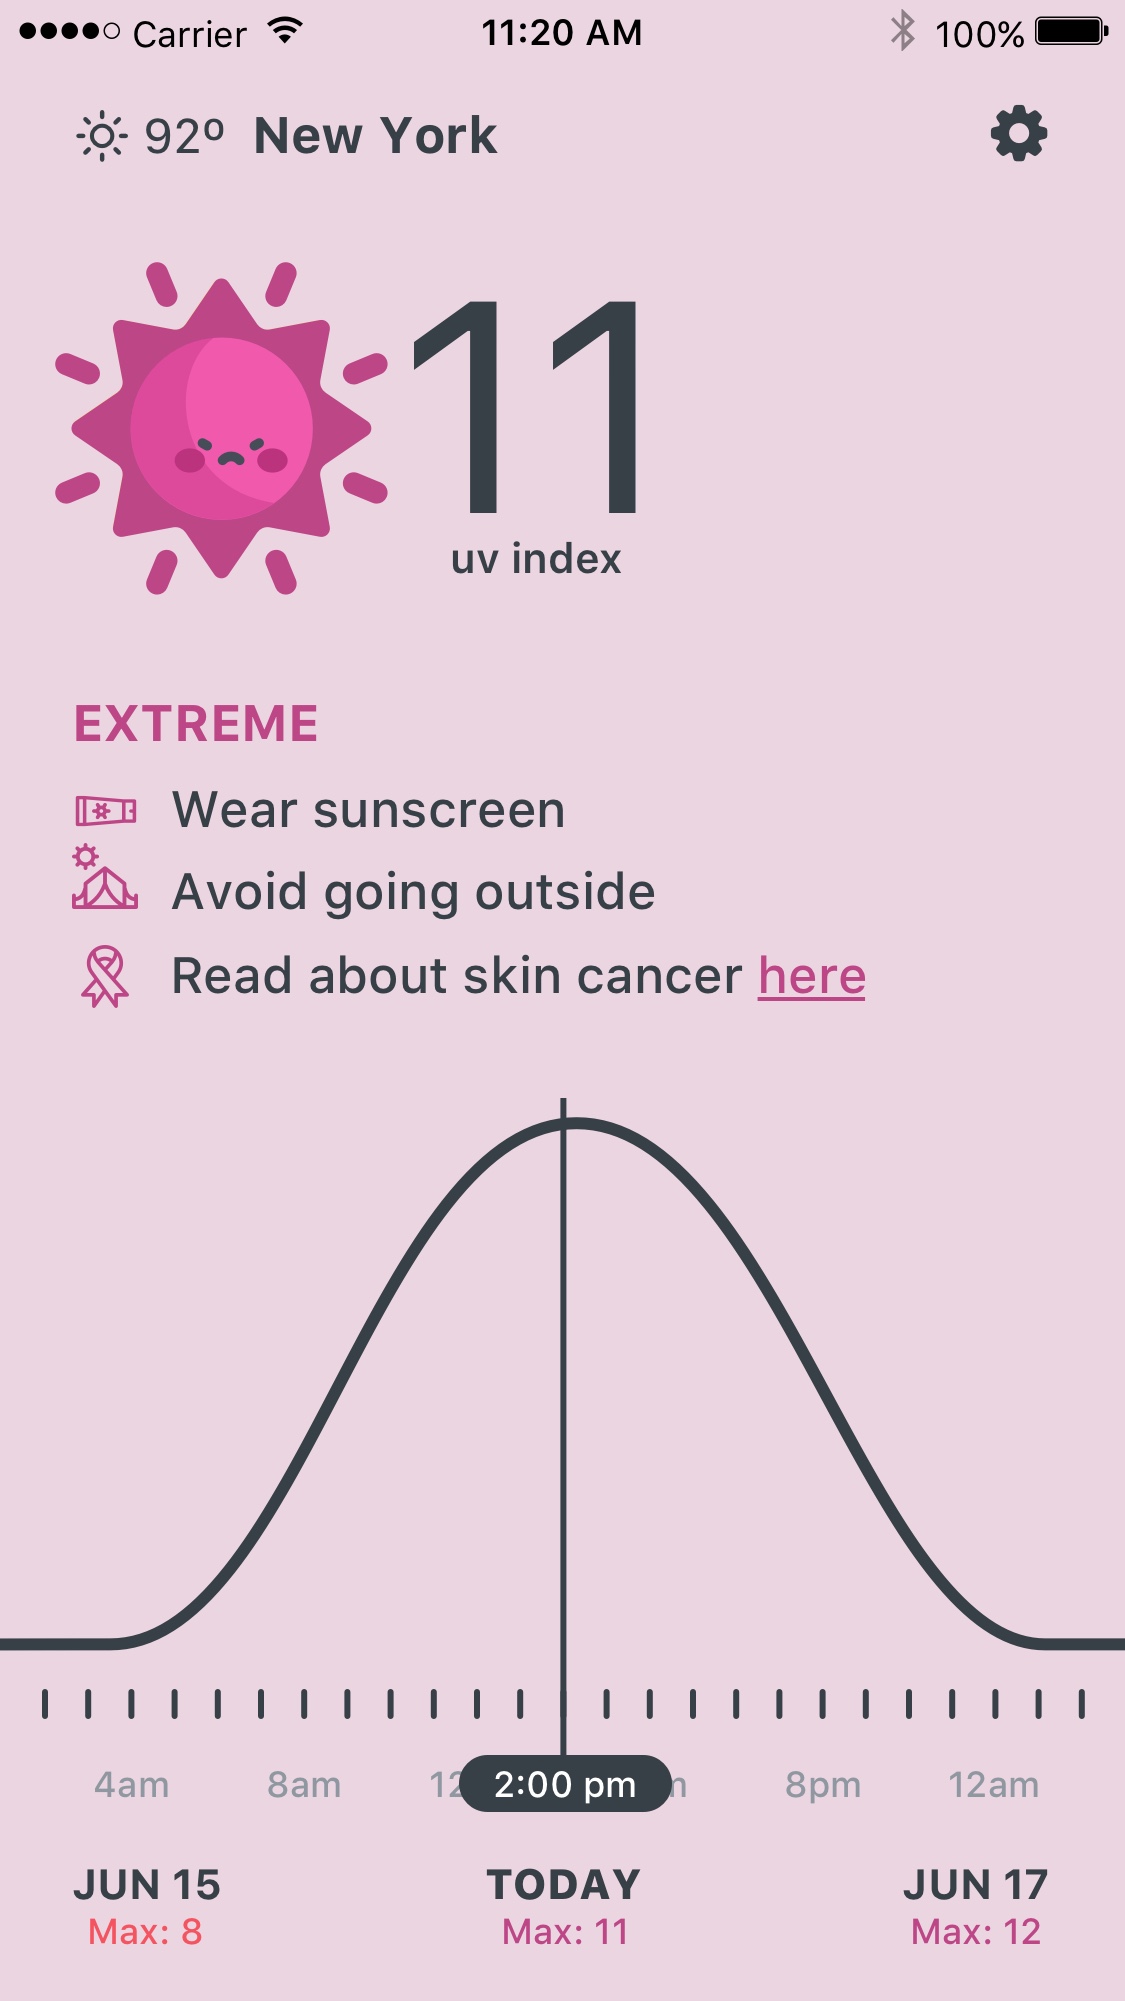 Carrier 11:20 AM 100%
92º New York
11
uv index
EXTREME
Wear sunscreen
Avoid going outside
Read about skin cancer here
4am 8am 2:00 pm 8pm 12am
JUN 15 TODAY JUN 17
Max: 8 Max: 11 Max: 12